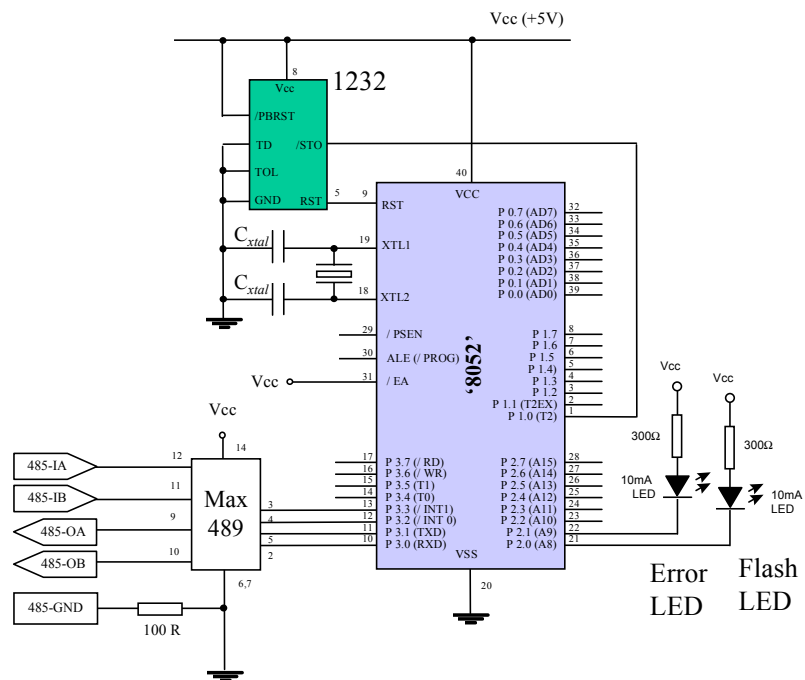 Vcc (+5V)
1232
8
Vcc
/PBRST
TD
/STO
TOL
GND
RST
5
9
RST
40
VCC
Cxtal
19
XTL1
Cxtal
18
XTL2
29
/ PSEN
30
ALE (/ PROG)
Vcc
31
/ EA
'8052'
P 0.7 (AD7)
32
P 0.6 (AD6)
33
P 0.5 (AD5)
34
P 0.4 (AD4)
35
P 0.3 (AD3)
36
P 0.2 (AD2)
37
P 0.1 (AD1)
38
P 0.0 (AD0)
39
P 1.7
8
P 1.6
7
P 1.5
6
P 1.4)
5
P 1.3
4
P 1.2
3
P 1.1 (T2EX)
2
P 1.0 (T2)
1
17
P 3.7 (/ RD)
16
P 3.6 (/ WR)
15
P 3.5 (T1)
14
P 3.4 (T0)
13
P 3.3 (/ INT1)
12
P 3.2 (/ INT 0)
11
P 3.1 (TXD)
10
P 3.0 (RXD)
P 2.7 (A15)
28
P 2.6 (A14)
27
P 2.5 (A13)
26
P 2.4 (A12)
25
P 2.3 (A11)
24
P 2.2 (A10)
23
P 2.1 (A9)
22
P 2.0 (A8)
21
VSS
20
Vcc
14
485-IA
12
485-IB
11
485-OA
9
485-OB
10
485-GND
100 R
Max
489
3
4
5
2
6,7
Vcc
300Ω
10mA
LED
Vcc
300Ω
10mA
LED
Error
LED
Flash
LED